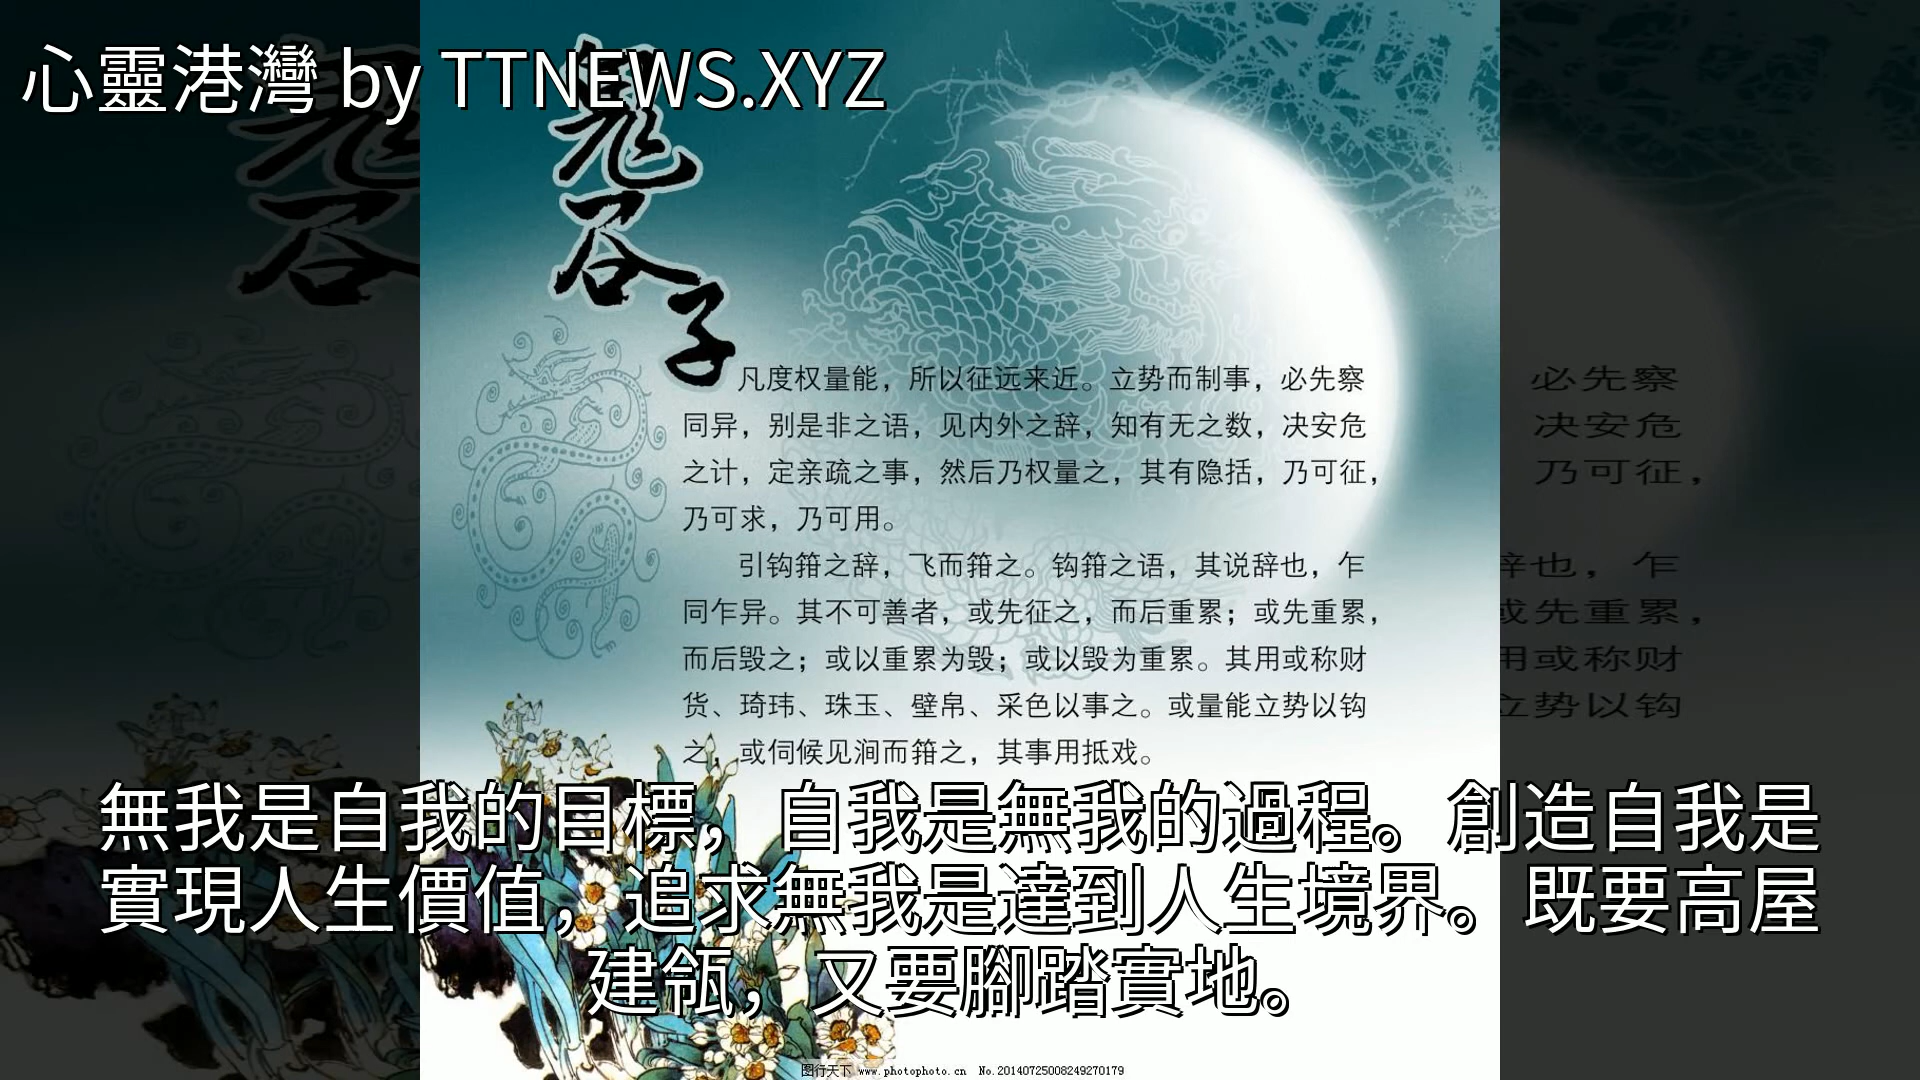 心靈港灣 by TTNEWS.XYZ
鬼谷子
凡度权量能，所以征远来近。立势而制事，必先察
同异，别是非之语，见内外之辞，知有无之数，决安危
之计，定亲疏之事，然后乃权量之，其有隐括，乃可征，
乃可求，乃可用。
引钩箝之辞，飞而箝之。钩箝之语，其说辞也，乍
同乍异。其不可善者，或先征之，而后重累；或先重累，
而后毁之；或以重累为毁；或以毁为重累。其用或称财
货、琦玮、珠玉、壁帛、采色以事之。或量能立势以钩
之，或伺候见涧而箝之，其事用抵戏。
無我是自我的目標，自我是無我的過程。創造自我是
實現人生價值，追求無我是達到人生境界。既要高屋
建瓴，又要腳踏實地。
图行天下 www.photophoto.cn No.20140725008249270179